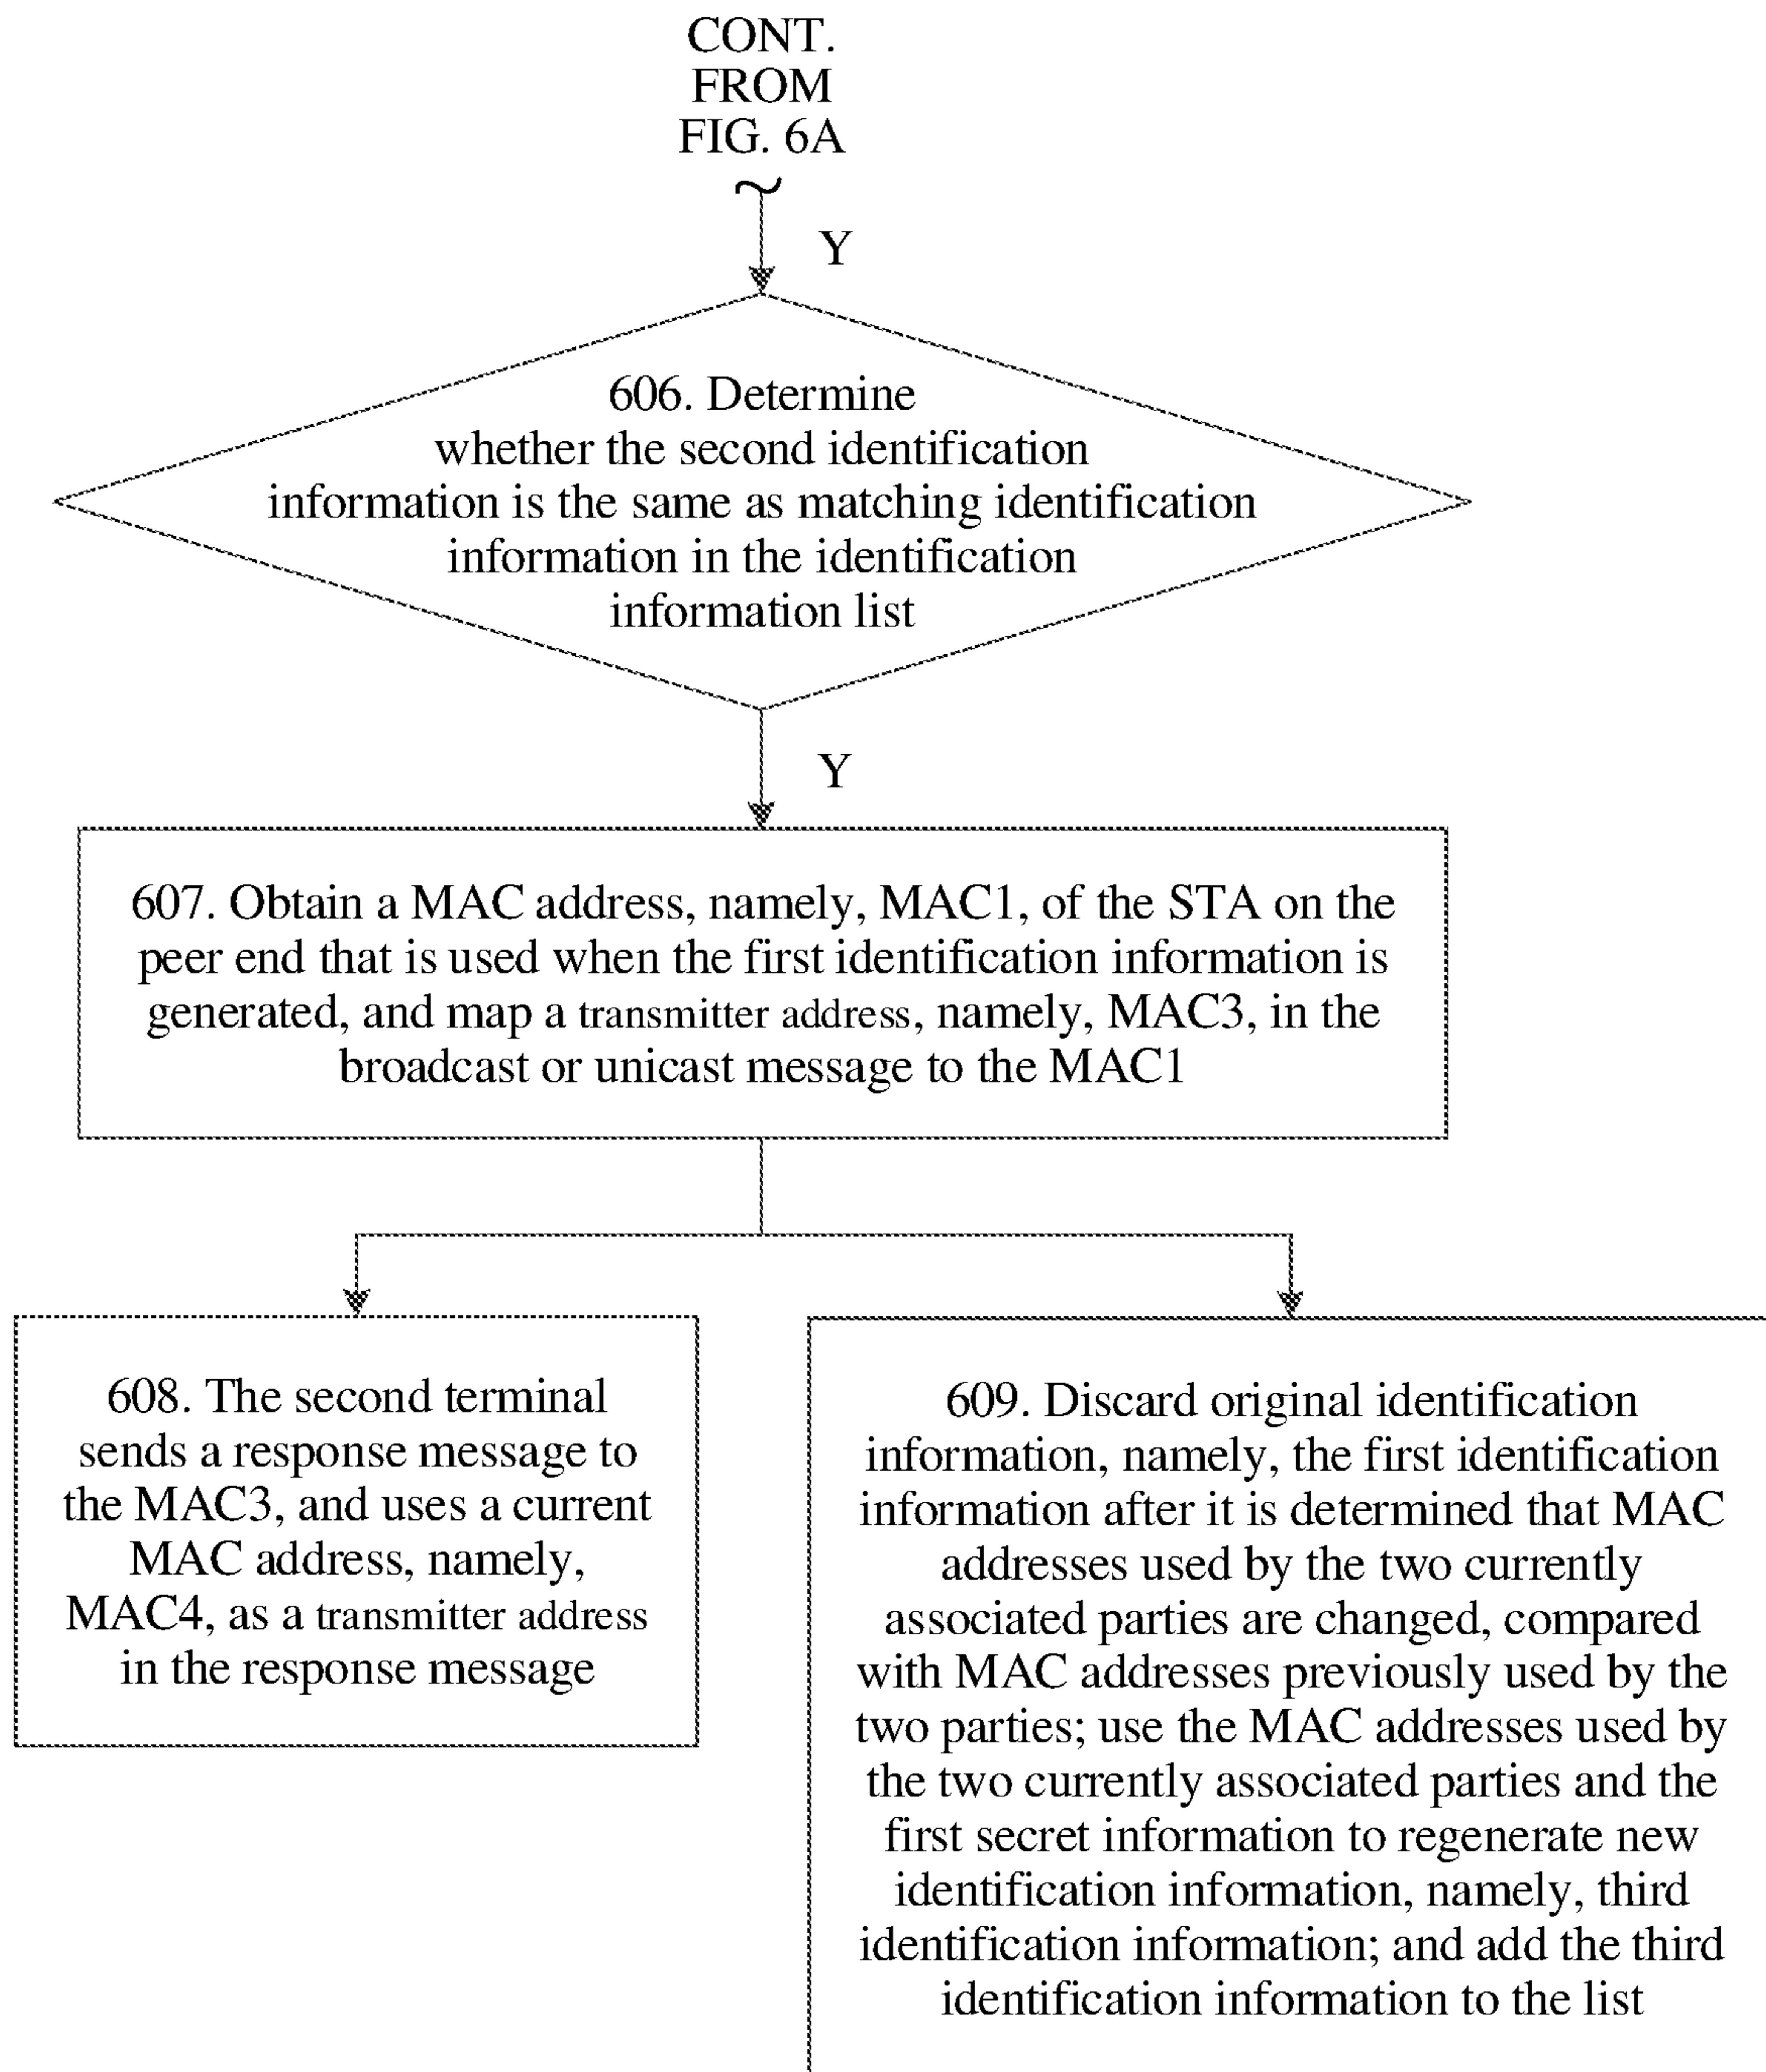 CONT.
FROM
FIG. 6A
Y
606. Determine
whether the second identification
information is the same as matching identification
information in the identification
information list
Y
607. Obtain a MAC address, namely, MAC1, of the STA on the
peer end that is used when the first identification information is
generated, and map a transmitter address, namely, MAC3, in the
broadcast or unicast message to the MAC1
608. The second terminal
sends a response message to
the MAC3, and uses a current
MAC address, namely,
MAC4, as a transmitter address
in the response message
609. Discard original identification
information, namely, the first identification
information after it is determined that MAC
addresses used by the two currently
associated parties are changed, compared
with MAC addresses previously used by the
two parties; use the MAC addresses used by
the two currently associated parties and the
first secret information to regenerate new
identification information, namely, third
identification information; and add the third
identification information to the list